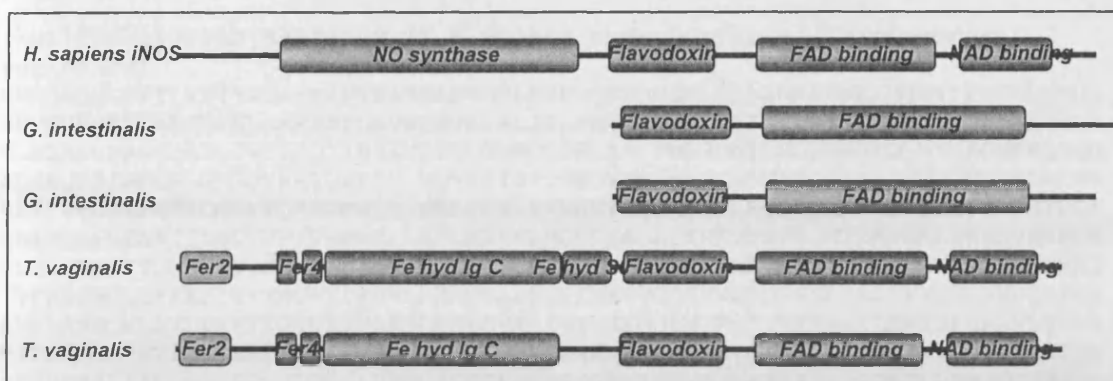 H. sapiens iNOS NO synthase Flavodoxin FAD binding NAD binding
G. intestinalis Flavodoxin FAD binding
G. intestinalis Flavodoxin FAD binding
T. vaginalis Fer2 Fer4 Fe hyd lg C Fe hyd S Flavodoxin FAD binding NAD binding
T. vaginalis Fer2 Fer4 Fe hyd lg C Flavodoxin FAD binding NAD binding